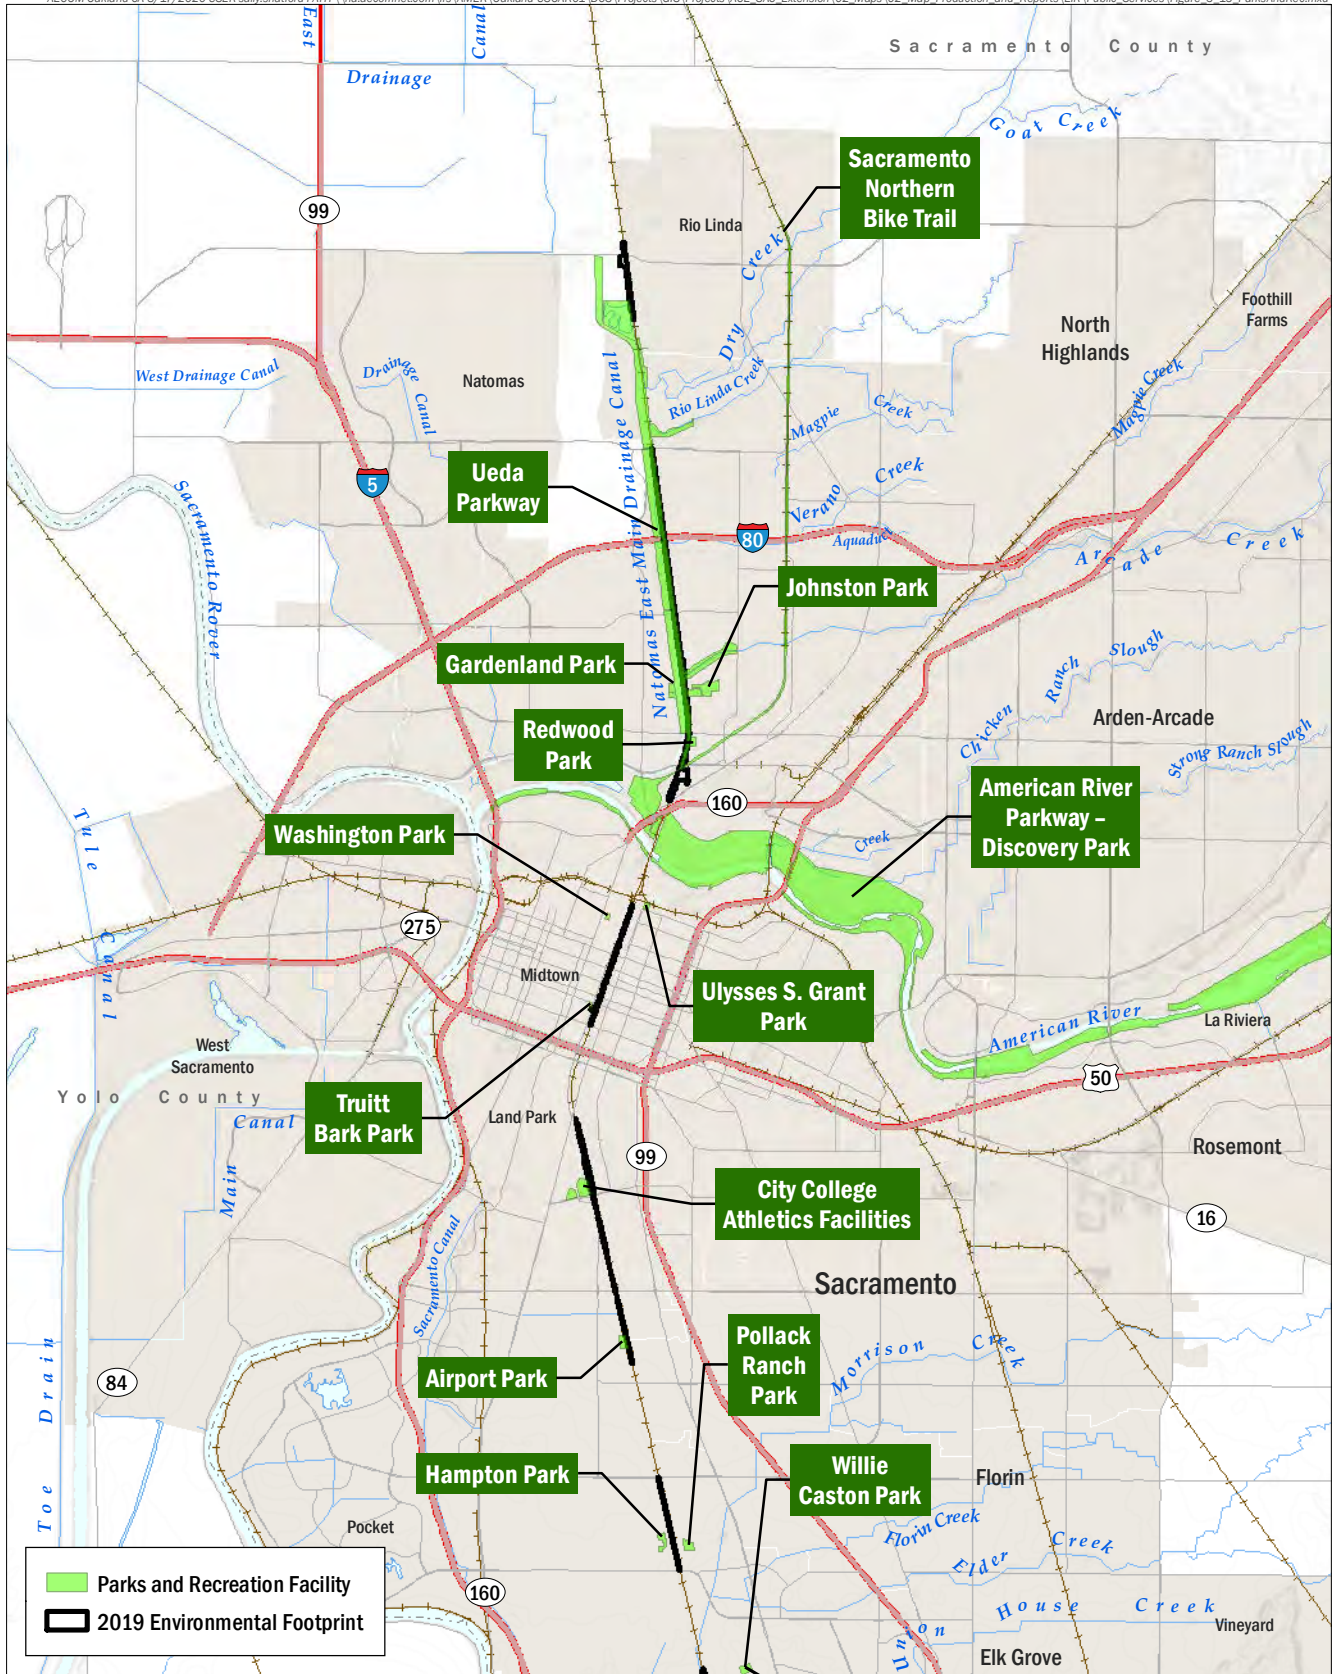 Sacramento County
East
Canal
Drainage
Goat Creek
Sacramento
Northern
Bike Trail
99
Rio Linda
Dry Creek
Foothill
Farms
North
Highlands
West Drainage Canal
Drainage
Canal
Natomas
Rio Linda Creek
Magpie Creek
Magpie Creek
Natomas East Main Drainage Canal
Ueda
Parkway
5
Sacramento Rover
Verano Creek
80
Aquaduct
Arcade Creek
Johnston Park
Gardenland Park
Chicken Ranch Slough
Arden-Arcade
Strong Ranch Slough
Redwood
Park
160
American River
Parkway –
Discovery Park
Washington Park
Creek
Tule Canal
275
Midtown
Ulysses S. Grant
Park
American River
La Riviera
West
Sacramento
50
Yolo County
Truitt
Bark Park
Land Park
Main Canal
99
Rosemont
City College
Athletics Facilities
16
Sacramento Canal
Sacramento
Pollack
Ranch
Park
Morrison Creek
Airport Park
84
Toe Drain
Hampton Park
Willie
Caston Park
Florin
Pocket
Florin Creek
Elder Creek
Parks and Recreation Facility
2019 Environmental Footprint
160
Union House Creek
Vineyard
Elk Grove